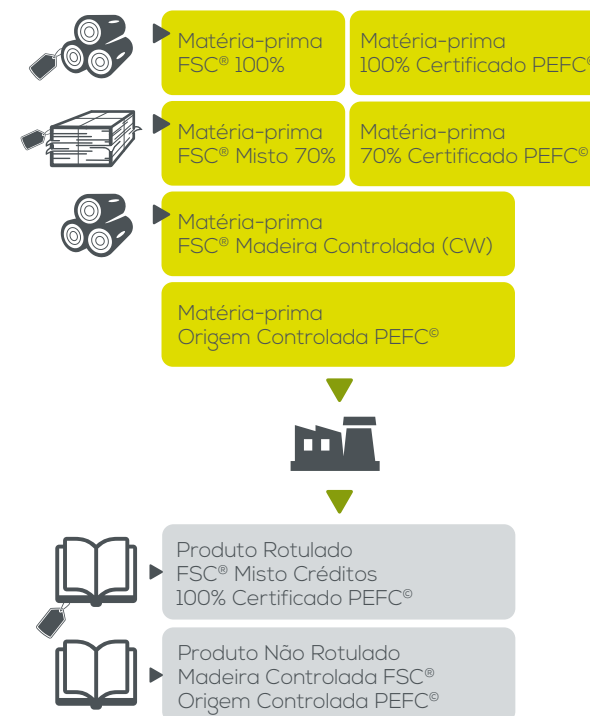 Matéria-prima
FSC® 100%
Matéria-prima
100% Certificado PEFC©
Matéria-prima
FSC® Misto 70%
Matéria-prima
70% Certificado PEFC©
Matéria-prima
FSC® Madeira Controlada (CW)
Matéria-prima
Origem Controlada PEFC©
Produto Rotulado
FSC® Misto Créditos
100% Certificado PEFC©
Produto Não Rotulado
Madeira Controlada FSC®
Origem Controlada PEFC©